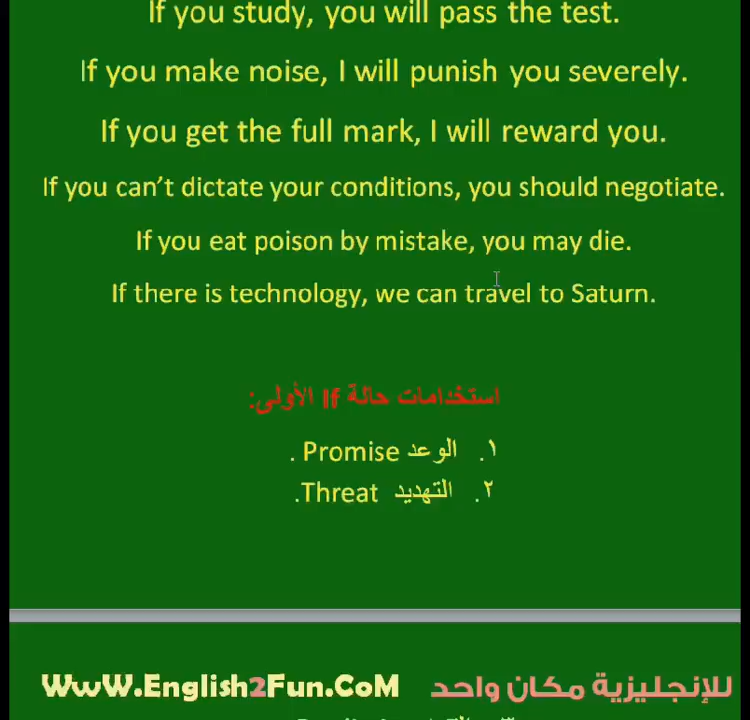 If you study, you will pass the test.
If you make noise, I will punish you severely.
If you get the full mark, I will reward you.
If you can't dictate your conditions, you should negotiate.
If you eat poison by mistake, you may die.
If there is technology, we can travel to Saturn.
استخدامات حالة If الأولى:
١. الوعد Promise .
٢. التهديد Threat.
WwW.English2Fun.CoM للإنجليزية مكان واحد